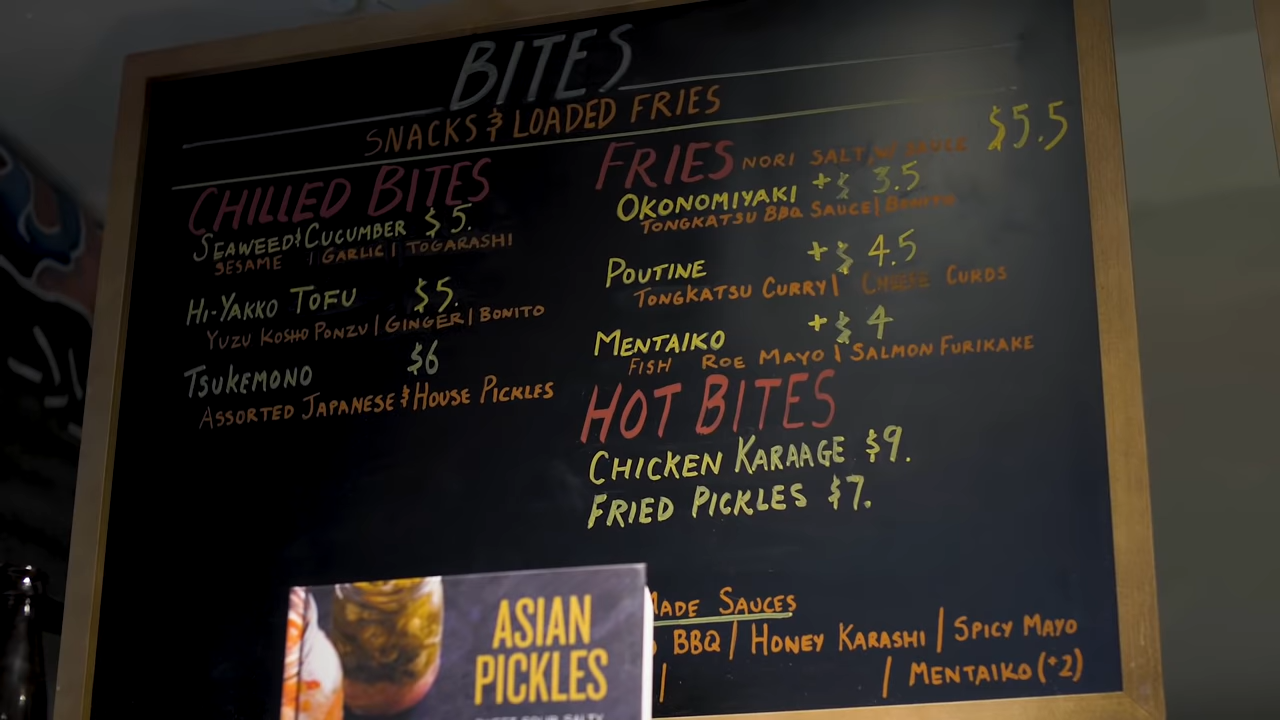 BITES
SNACKS & LOADED FRIES
CHILLED BITES
SEAWEED & CUCUMBER $5.
SESAME | GARLIC | TOGARASHI
HI-YAKKO TOFU $5.
YUZU KOSHO PONZU | GINGER | BONITO
TSUKEMONO $6
ASSORTED JAPANESE & HOUSE PICKLES
FRIES NORI SALT, W/ $5.5
OKONOMIYAKI +$ 3.5
TONGKATSU BBQ SAUCE | BONITO
POUTINE +$ 4.5
TONGKATSU CURRY | CHEESE CURDS
MENTAIKO +$ 4
FISH ROE MAYO | SALMON FURIKAKE
HOT BITES
CHICKEN KARAAGE $9.
FRIED PICKLES $7.
MADE SAUCES
BBQ | HONEY KARASHI | SPICY MAYO
| | MENTAIKO (+2)
ASIAN
PICKLES